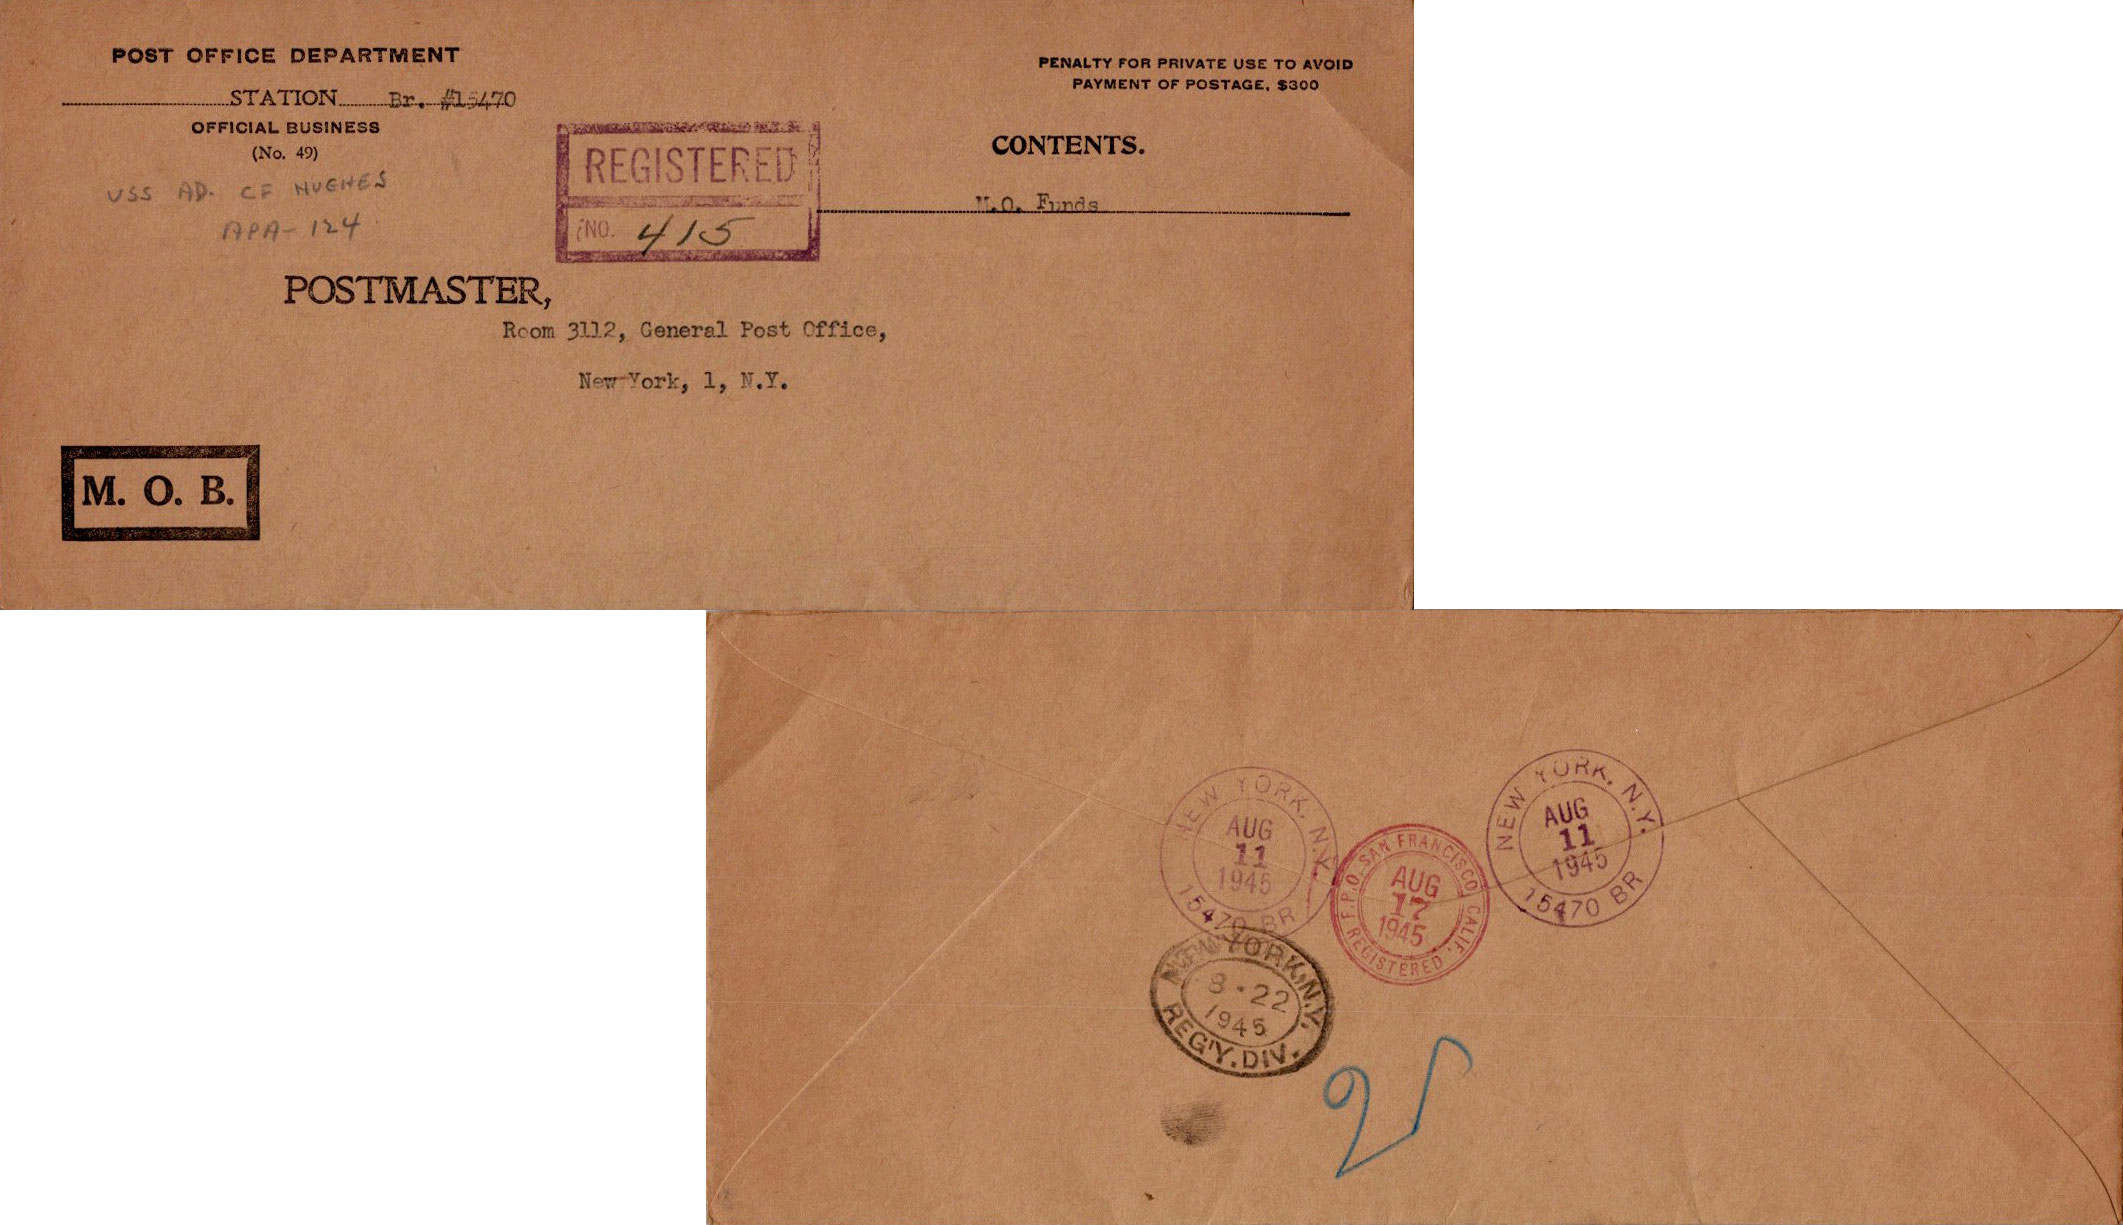 POST OFFICE DEPARTMENT
STATION Br. #15470
OFFICIAL BUSINESS
(No. 49)
USS AD. CF HUGHES
APA-124
PENALTY FOR PRIVATE USE TO AVOID
PAYMENT OF POSTAGE, $300
CONTENTS.
M.O. Funds
REGISTERED
NO. 415
POSTMASTER,
Room 3112, General Post Office,
New York, 1, N.Y.
M. O. B.
NEW YORK, N.Y.
AUG
11
1945
15470 BR
F.P.O. SAN FRANCISCO CALIF.
AUG
17
1945
REGISTERED
NEW YORK, N.Y.
AUG
11
1945
15470 BR
NEW YORK, N.Y.
8-22
1945
REG'Y. DIV.